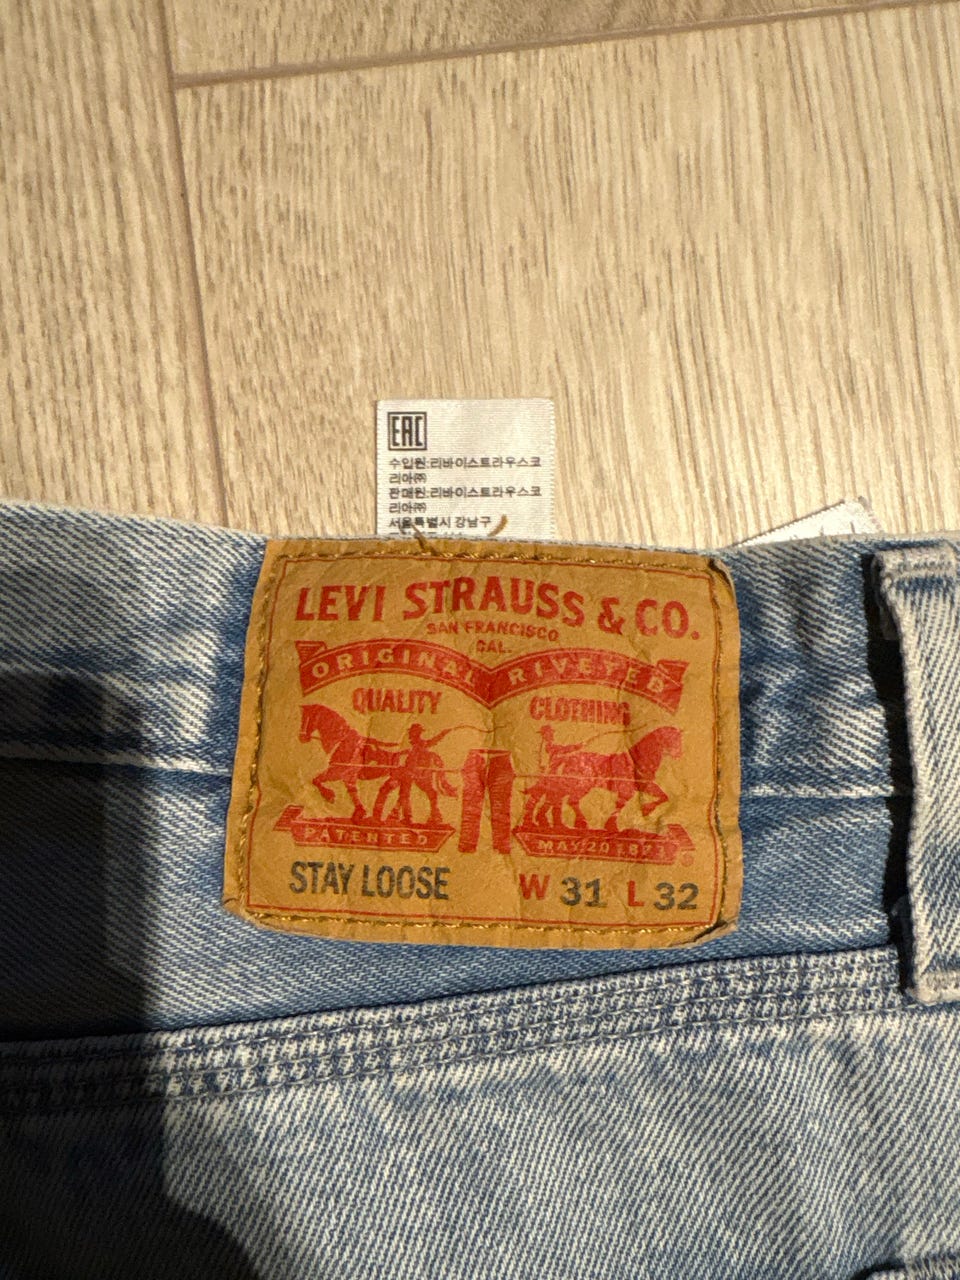 EAC
수입원:리바이스트라우스코
리아㈜
판매원:리바이스트라우스코
리아㈜
서울특별시 강남구
LEVI STRAUSS & CO.
SAN FRANCISCO
CAL.
ORIGINAL RIVETED
QUALITY CLOTHING
PATENTED MAY 20 1873
STAY LOOSE W 31 L 32